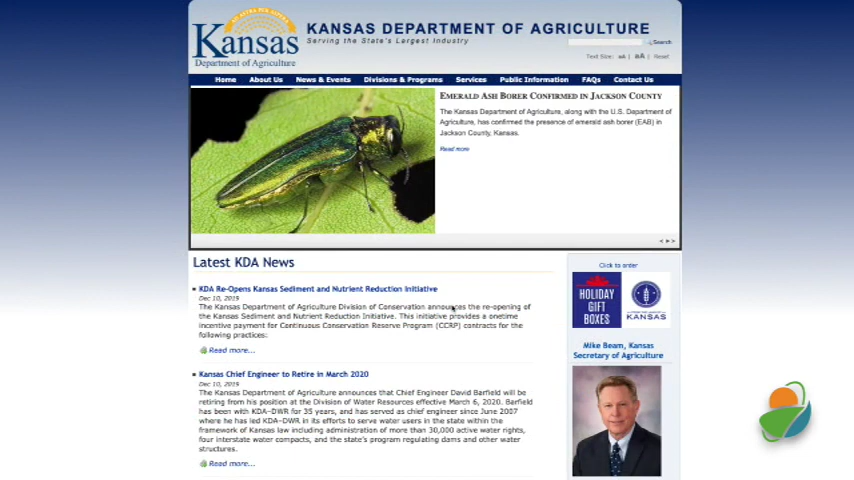 Kansas
Department of Agriculture
KANSAS DEPARTMENT OF AGRICULTURE
Serving the State's Largest Industry
Search
Text Size: aA | aA | Reset
Home About Us News & Events Divisions & Programs Services Public Information FAQs Contact Us
EMERALD ASH BORER CONFIRMED IN JACKSON COUNTY
The Kansas Department of Agriculture, along with the U.S. Department of
Agriculture, has confirmed the presence of emerald ash borer (EAB) in
Jackson County, Kansas.
Read more
Latest KDA News
KDA Re-Opens Kansas Sediment and Nutrient Reduction Initiative
Dec 10, 2019
The Kansas Department of Agriculture Division of Conservation announces the re-opening of
the Kansas Sediment and Nutrient Reduction Initiative. This initiative provides a onetime
incentive payment for Continuous Conservation Reserve Program (CCRP) contracts for the
following practices:
Read more...
Kansas Chief Engineer to Retire in March 2020
Dec 10, 2019
The Kansas Department of Agriculture announces that Chief Engineer David Barfield will be
retiring from his position at the Division of Water Resources effective March 6, 2020. Barfield
has been with KDA-DWR for 35 years, and has served as chief engineer since June 2007
where he has led KDA-DWR in its efforts to serve water users in the state within the
framework of Kansas law including administration of more than 30,000 active water rights,
four interstate water compacts, and the state's program regulating dams and other water
structures.
Read more...
Click to order
HOLIDAY
GIFT
BOXES
KANSAS
Mike Beam, Kansas
Secretary of Agriculture